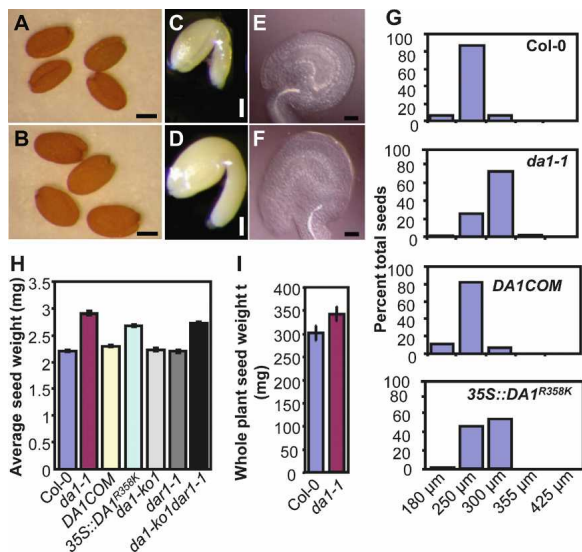 A
B
C
D
E
F
G
Percent total seeds
100
80
60
40
20
0
Col-0
100
80
60
40
20
0
da1-1
100
80
60
40
20
0
DA1COM
100
80
60
40
20
0
35S::DA1R358K
180 µm
250 µm
300 µm
355 µm
425 µm
H
Average seed weight (mg)
3.5
3
2.5
2
1.5
1
0.5
0
Col-0
da1-1
DA1COM
35S::DA1R358K
da1-ko1
dar1-1
da1-ko1dar1-1
I
Whole plant seed weight t
(mg)
400
350
300
250
200
150
100
50
0
Col-0
da1-1